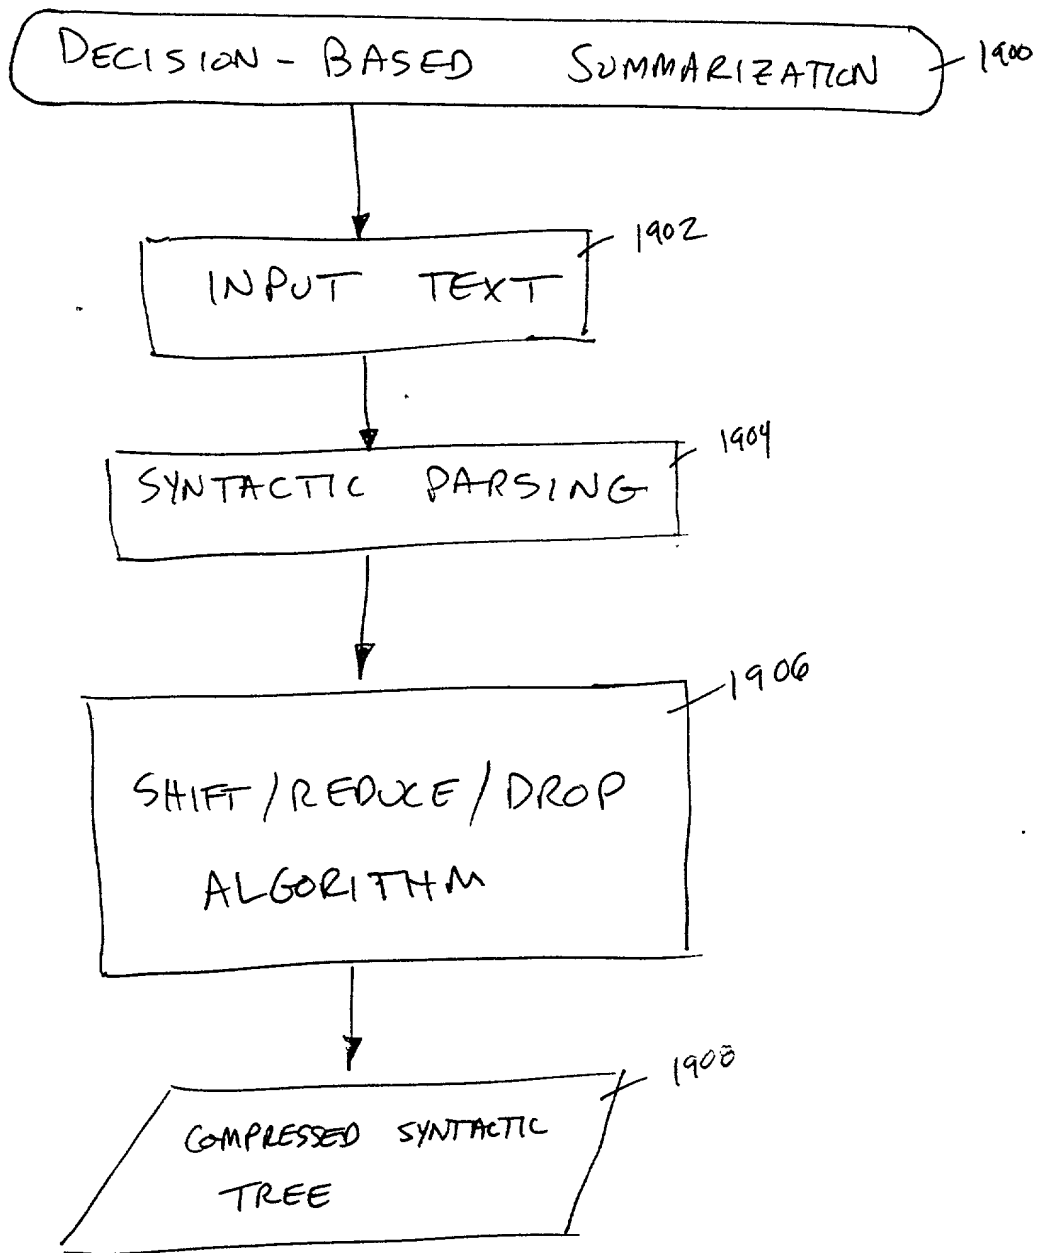 DECISION - BASED SUMMARIZATION 1900
1902
INPUT TEXT
1904
SYNTACTIC PARSING
1906
SHIFT/REDUCE/DROP
ALGORITHM
1908
COMPRESSED SYNTACTIC
TREE